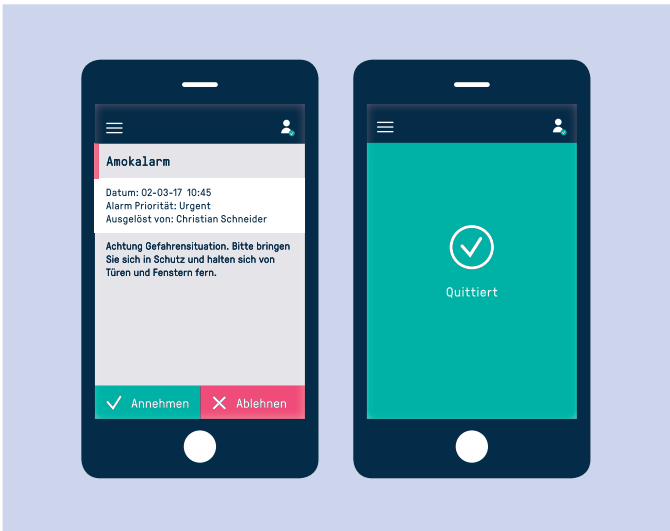 Amokalarm
Datum: 02-03-17 10:45
Alarm Priorität: Urgent
Ausgelöst von: Christian Schneider
Achtung Gefahrensituation. Bitte bringen
Sie sich in Schutz und halten sich von
Türen und Fenstern fern.
Annehmen
Ablehnen
Quittiert